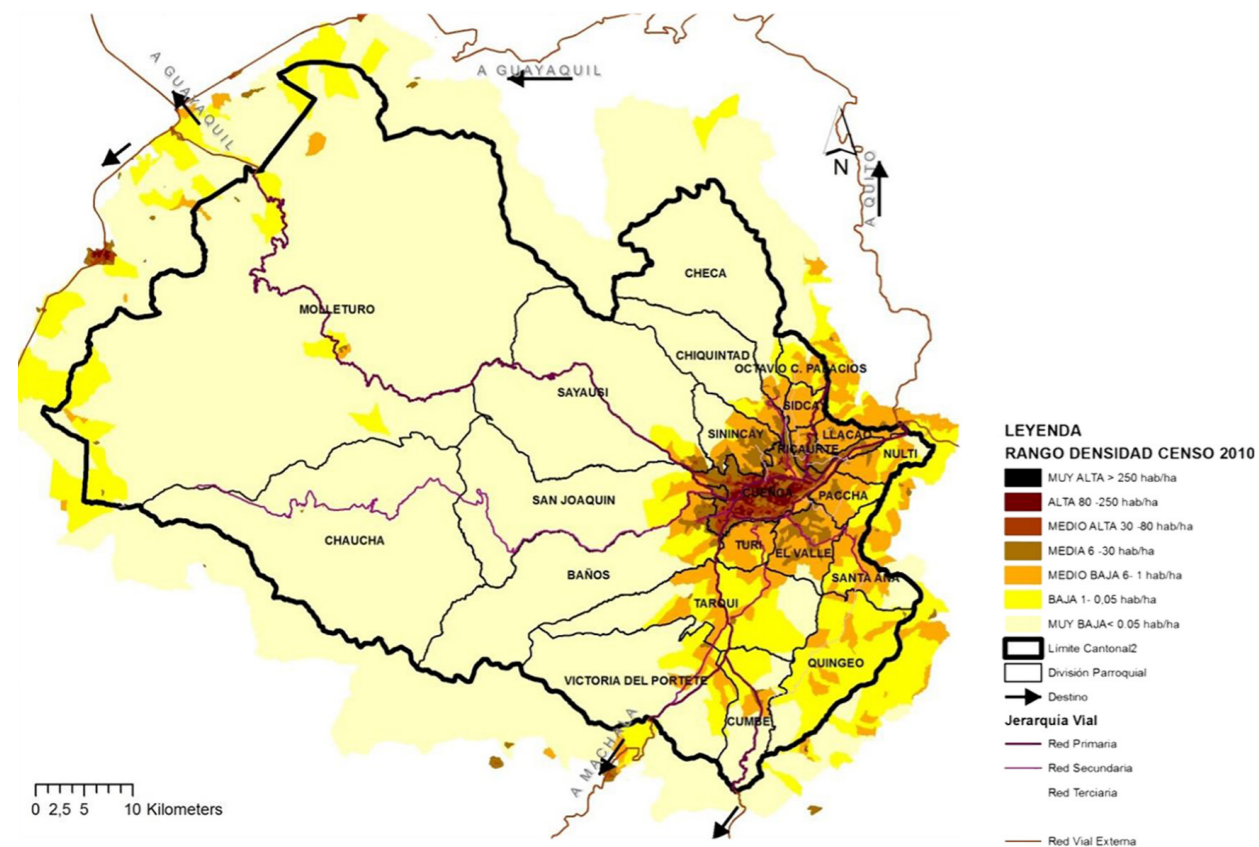 A GUAYAQUIL
A GUAYAQUIL
N
A QUITO
CHECA
MOLLETURO
CHIQUINTAD
OCTAVIO C. PALACIOS
SAYAUSI
SIDCAY
SININCAY
LLACAO
RICAURTE
NULTI
CUENCA
PACCHA
SAN JOAQUIN
CHAUCHA
TURI
EL VALLE
BAÑOS
SANTA ANA
TARQUI
QUINGEO
VICTORIA DEL PORTETE
CUMBE
A MACHALA
0 2,5 5 10 Kilometers
LEYENDA
RANGO DENSIDAD CENSO 2010
MUY ALTA > 250 hab/ha
ALTA 80 -250 hab/ha
MEDIO ALTA 30 -80 hab/ha
MEDIA 6 -30 hab/ha
MEDIO BAJA 6- 1 hab/ha
BAJA 1- 0,05 hab/ha
MUY BAJA< 0.05 hab/ha
Limite Cantonal2
División Parroquial
Destino
Jerarquía Vial
Red Primaria
Red Secundaria
Red Terciaria
Red Vial Externa